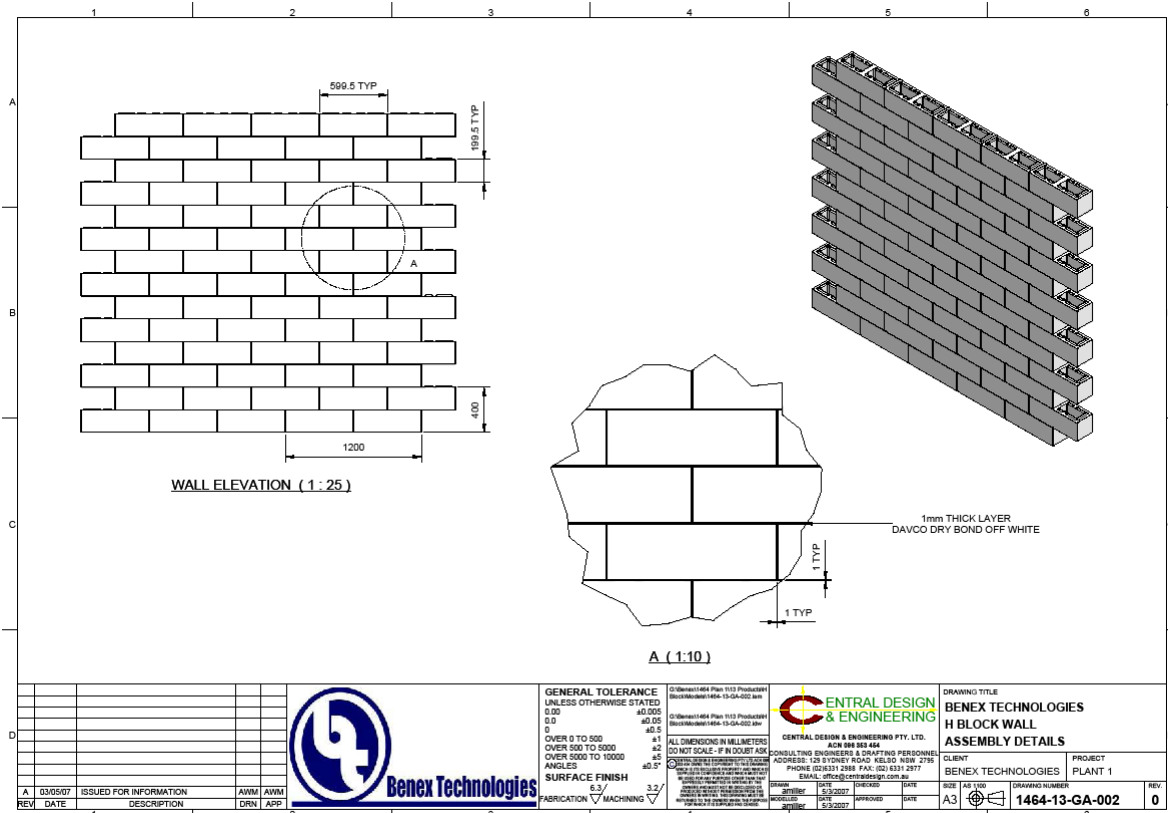 1 2 3 4 5 6
A
B
C
D
599.5 TYP
199.5 TYP
A
400
1200
WALL ELEVATION ( 1 : 25 )
1mm THICK LAYER
DAVCO DRY BOND OFF WHITE
1 TYP
1 TYP
A ( 1:10 )
A 03/05/07 ISSUED FOR INFORMATION AWM AWM
REV DATE DESCRIPTION DRN APP
Benex Technologies
GENERAL TOLERANCE
UNLESS OTHERWISE STATED
0.00 ±0.005
0.0 ±0.05
0 ±0.5
OVER 0 TO 500 ±1
OVER 500 TO 5000 ±2
OVER 5000 TO 10000 ±5
ANGLES ±0.5°
SURFACE FINISH
6.3 3.2
FABRICATION MACHINING
ALL DIMENSIONS IN MILLIMETERS
DO NOT SCALE - IF IN DOUBT ASK
CENTRAL DESIGN
& ENGINEERING
CENTRAL DESIGN & ENGINEERING PTY. LTD.
CONSULTING ENGINEERS & DRAFTING PERSONNEL
ADDRESS: 129 SYDNEY ROAD KELSO NSW 2795
PHONE (02)6331 2988 FAX: (02) 6331 2977
EMAIL: office@centraldesign.com.au
DRAWN amiller DATE 5/3/2007 CHECKED DATE
MODELLED amiller DATE 5/3/2007 APPROVED DATE
DRAWING TITLE
BENEX TECHNOLOGIES
H BLOCK WALL
ASSEMBLY DETAILS
CLIENT PROJECT
BENEX TECHNOLOGIES PLANT 1
SIZE AS 1100 DRAWING NUMBER REV.
A3 1464-13-GA-002 0
1 2 3 4 5 6